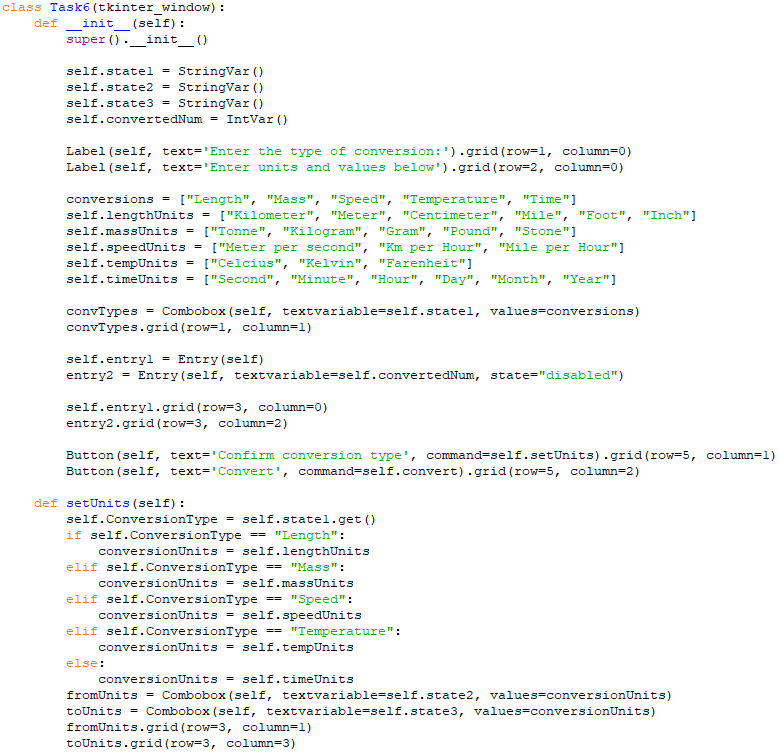 class Task6(tkinter_window):
    def __init__(self):
        super().__init__()

        self.state1 = StringVar()
        self.state2 = StringVar()
        self.state3 = StringVar()
        self.convertedNum = IntVar()

        Label(self, text='Enter the type of conversion:').grid(row=1, column=0)
        Label(self, text='Enter units and values below').grid(row=2, column=0)

        conversions = ["Length", "Mass", "Speed", "Temperature", "Time"]
        self.lengthUnits = ["Kilometer", "Meter", "Centimeter", "Mile", "Foot", "Inch"]
        self.massUnits = ["Tonne", "Kilogram", "Gram", "Pound", "Stone"]
        self.speedUnits = ["Meter per second", "Km per Hour", "Mile per Hour"]
        self.tempUnits = ["Celcius", "Kelvin", "Farenheit"]
        self.timeUnits = ["Second", "Minute", "Hour", "Day", "Month", "Year"]

        convTypes = Combobox(self, textvariable=self.state1, values=conversions)
        convTypes.grid(row=1, column=1)

        self.entry1 = Entry(self)
        entry2 = Entry(self, textvariable=self.convertedNum, state="disabled")

        self.entry1.grid(row=3, column=0)
        entry2.grid(row=3, column=2)

        Button(self, text='Confirm conversion type', command=self.setUnits).grid(row=5, column=1)
        Button(self, text='Convert', command=self.convert).grid(row=5, column=2)

    def setUnits(self):
        self.ConversionType = self.state1.get()
        if self.ConversionType == "Length":
            conversionUnits = self.lengthUnits
        elif self.ConversionType == "Mass":
            conversionUnits = self.massUnits
        elif self.ConversionType == "Speed":
            conversionUnits = self.speedUnits
        elif self.ConversionType == "Temperature":
            conversionUnits = self.tempUnits
        else:
            conversionUnits = self.timeUnits
        fromUnits = Combobox(self, textvariable=self.state2, values=conversionUnits)
        toUnits = Combobox(self, textvariable=self.state3, values=conversionUnits)
        fromUnits.grid(row=3, column=1)
        toUnits.grid(row=3, column=3)